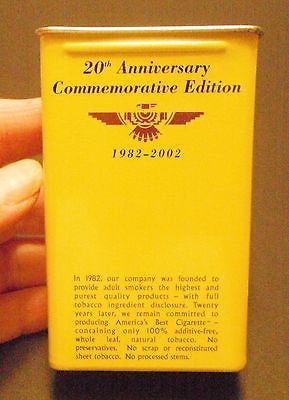 20th Anniversary
Commemorative Edition
1982-2002
In 1982, our company was founded to
provide adult smokers the highest and
purest quality products – with full
tobacco ingredient disclosure. Twenty
years later, we remain committed to
producing America's Best Cigarette–
containing only 100% additive-free,
whole leaf, natural tobacco. No
preservatives. No scrap or reconstituted
sheet tobacco. No processed stems.